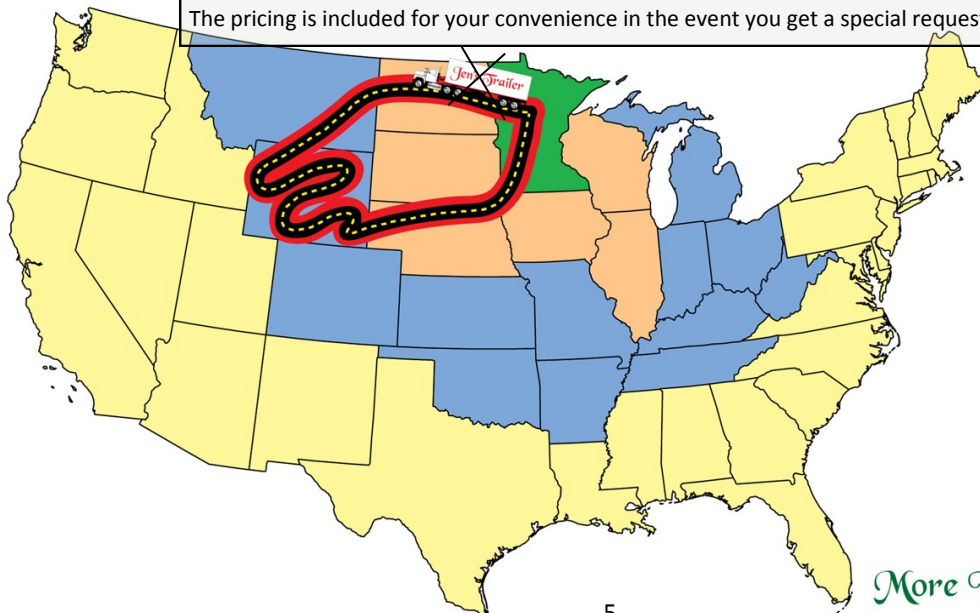 The pricing is included for your convenience in the event you get a special reques
Jen's Trailer
5
More